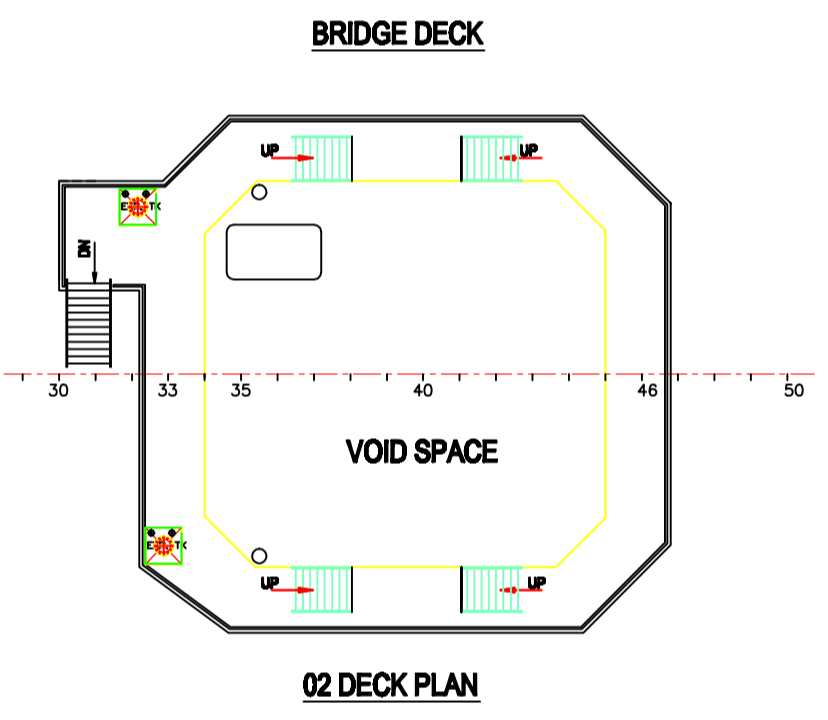 BRIDGE DECK
UP
UP
DN
30
33
35
40
46
50
VOID SPACE
UP
UP
02 DECK PLAN